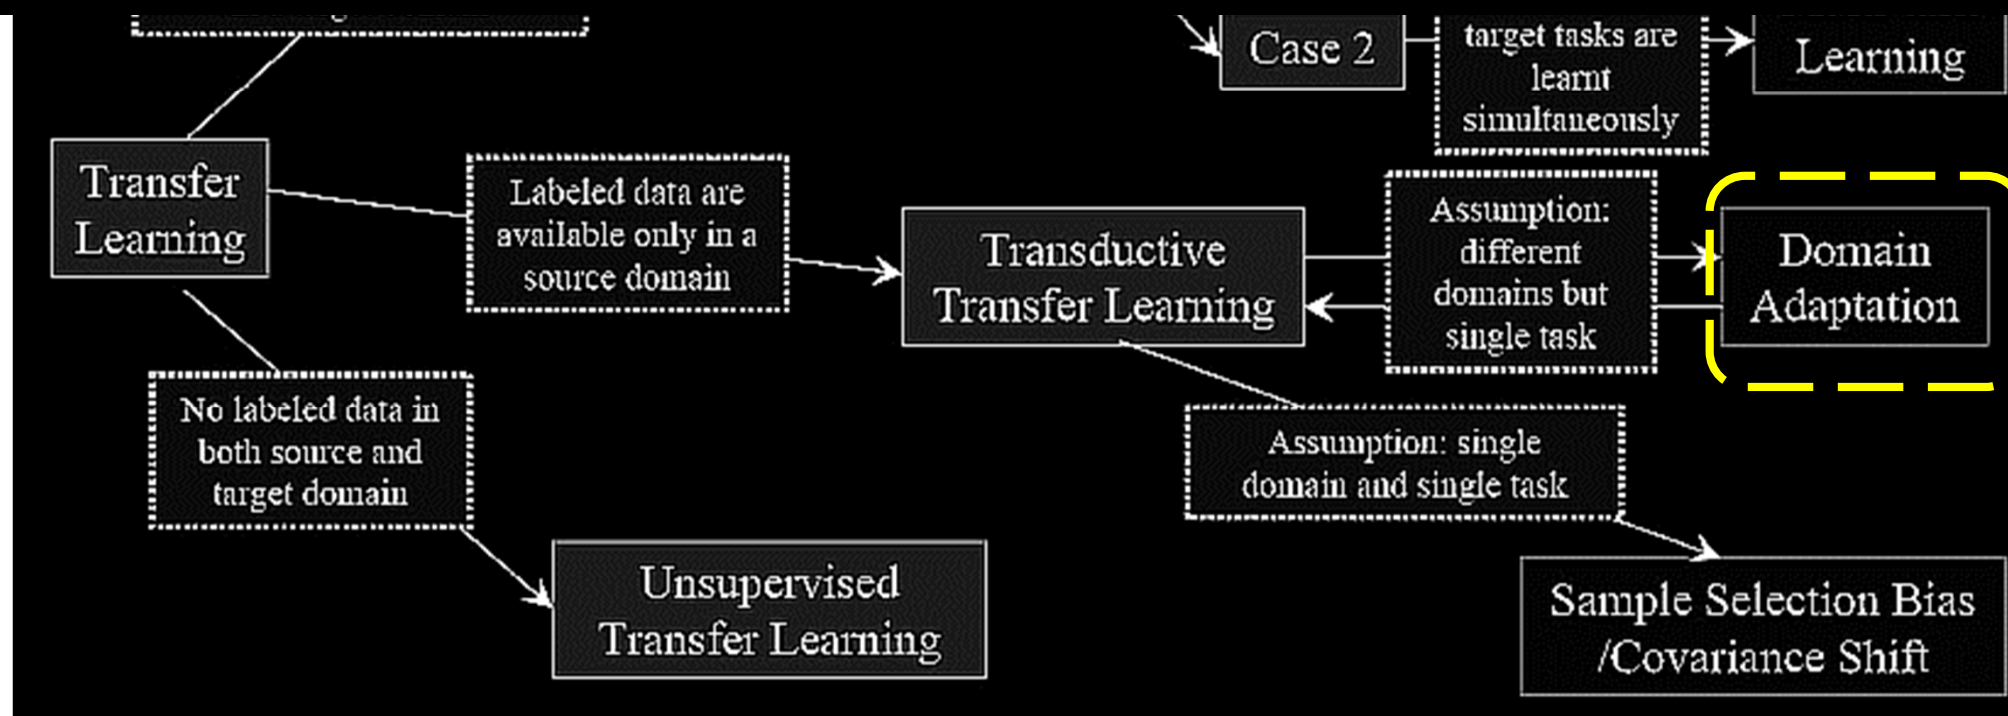 Case 2
target tasks are
learnt
simultaneously
Learning
Transfer
Learning
Labeled data are
available only in a
source domain
Transductive
Transfer Learning
Assumption:
different
domains but
single task
Domain
Adaptation
No labeled data in
both source and
target domain
Assumption: single
domain and single task
Unsupervised
Transfer Learning
Sample Selection Bias
/Covariance Shift